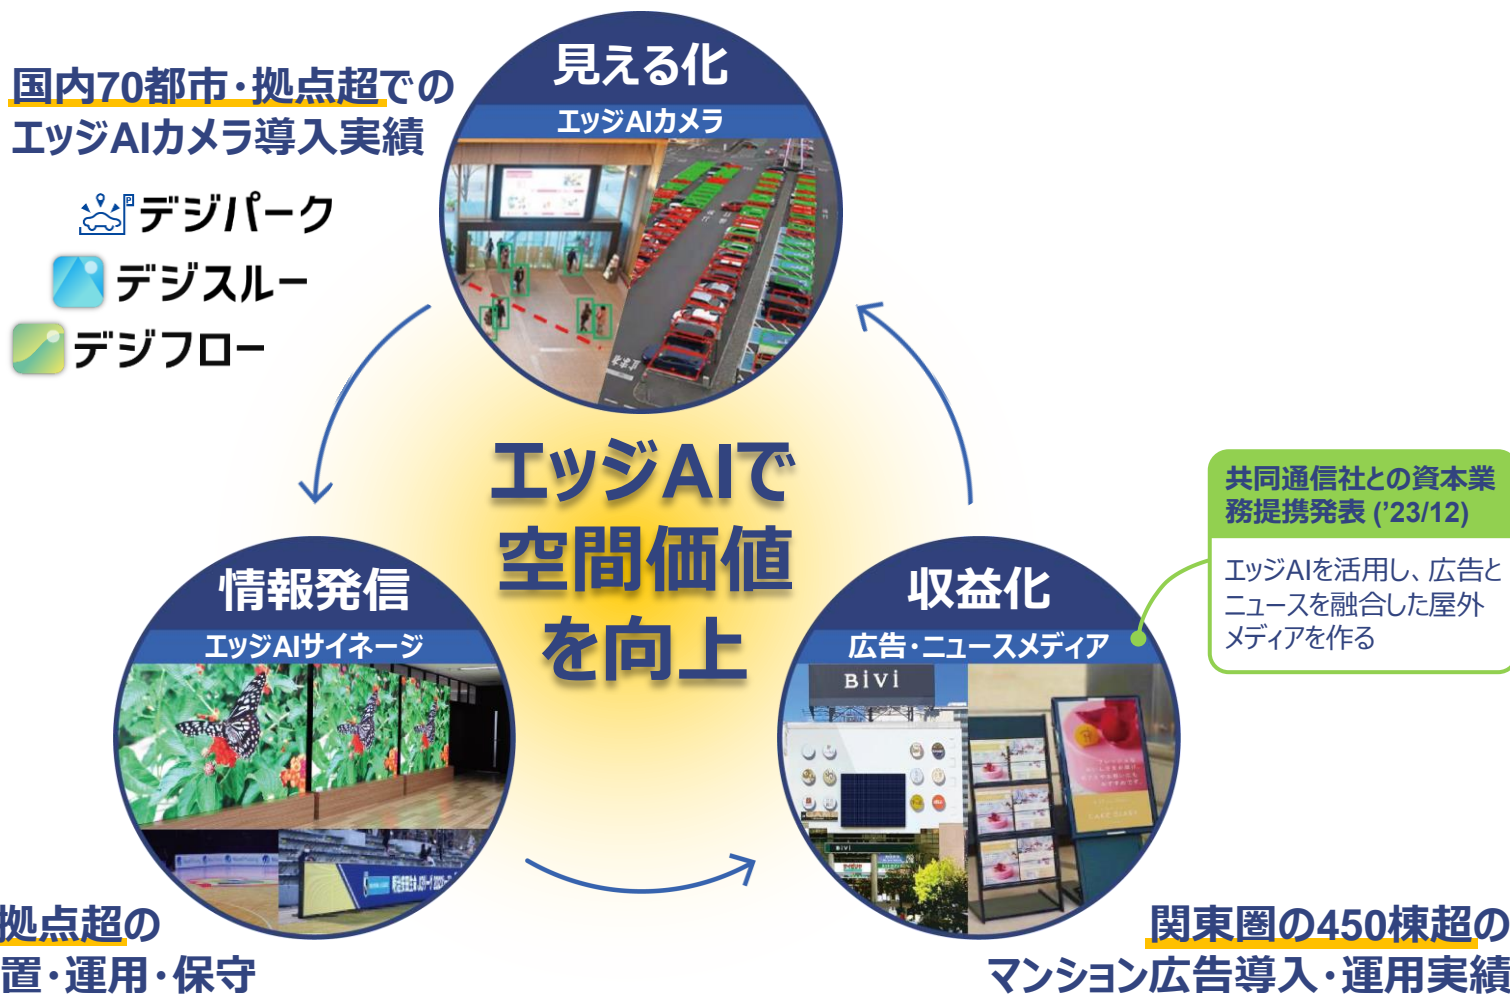 見える化
エッジAIカメラ
国内70都市・拠点超での
エッジAIカメラ導入実績
デジパーク
デジスルー
デジフロー
エッジAIで
空間価値
を向上
共同通信社との資本業
務提携発表 ('23/12)
エッジAIを活用し、広告と
ニュースを融合した屋外
メディアを作る
情報発信
エッジAIサイネージ
収益化
広告・ニュースメディア
BiVi
BiVi
拠点超の
置・運用・保守
関東圏の450棟超の
マンション広告導入・運用実績